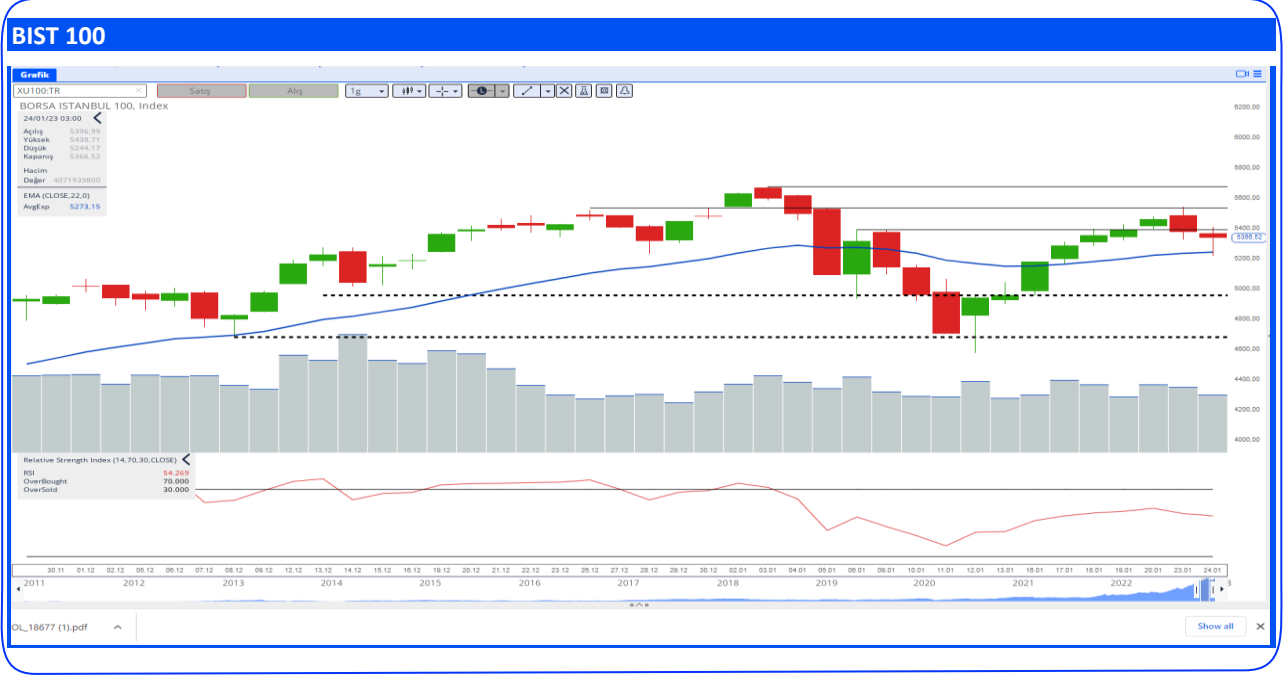 BIST 100
Grafik
XU100:TR
Satış
Alış
1g
BORSA ISTANBUL 100, Index
24/01/23 03:00
Açılış 5396,99
Yüksek 5438,71
Düşük 5244,17
Kapanış 5366,52
Hacim
Değer 4071939800
EMA (CLOSE,22,0)
AvgExp 5273,15
6200,00
6000,00
5800,00
5600,00
5400,00
5366,52
5200,00
5000,00
4800,00
4600,00
4400,00
4200,00
4000,00
Relative Strength Index (14,70,30,CLOSE)
RSI 54.269
OverBought 70.000
OverSold 30.000
30.11 01.12 02.12 05.12 06.12 07.12 08.12 09.12 12.12 13.12 14.12 15.12 16.12 19.12 20.12 21.12 22.12 23.12 26.12 27.12 28.12 29.12 30.12 02.01 03.01 04.01 05.01 06.01 09.01 10.01 11.01 12.01 13.01 16.01 17.01 18.01 19.01 20.01 23.01 24.01
2011 2012 2013 2014 2015 2016 2017 2018 2019 2020 2021 2022 3
OL_18677 (1).pdf
Show all